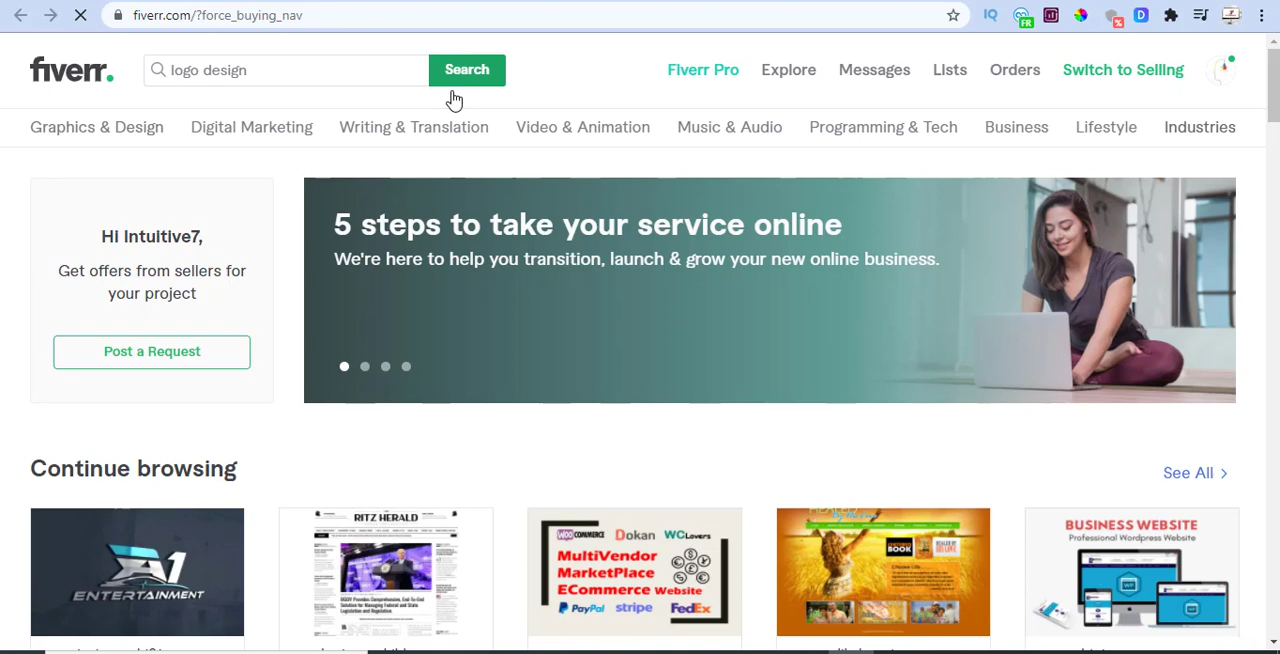 fiverr.com/?force_buying_nav
FR
fiverr.
logo design
Search
Fiverr Pro
Explore
Messages
Lists
Orders
Switch to Selling
Graphics & Design
Digital Marketing
Writing & Translation
Video & Animation
Music & Audio
Programming & Tech
Business
Lifestyle
Industries
Hi Intuitive7,
Get offers from sellers for
your project
Post a Request
5 steps to take your service online
We're here to help you transition, launch & grow your new online business.
Continue browsing
See All >
ENTERTAINMENT
RITZ HERALD
WOO COMMERCE Dokan WCLovers
MultiVendor
MarketPlace
ECommerce Website
PayPal stripe FedEx
BOOK
BUSINESS WEBSITE
Professional Wordpress Website